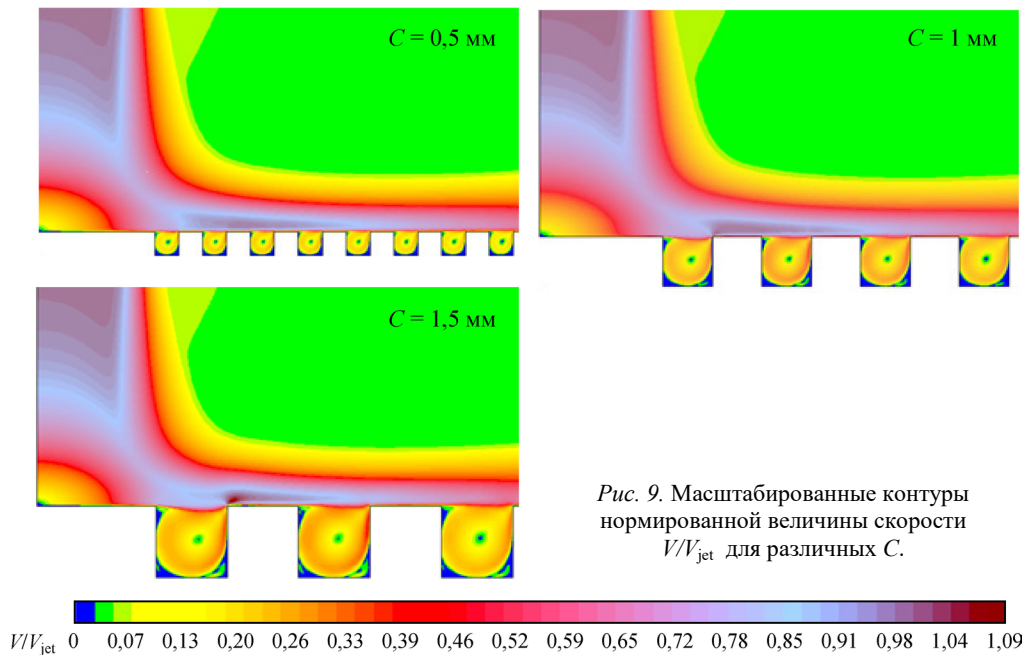 C = 0,5 мм
C = 1 мм
C = 1,5 мм
Рис. 9. Масштабированные контуры
нормированной величины скорости
V/Vjet для различных C.
V/Vjet 0 0,07 0,13 0,20 0,26 0,33 0,39 0,46 0,52 0,59 0,65 0,72 0,78 0,85 0,91 0,98 1,04 1,09